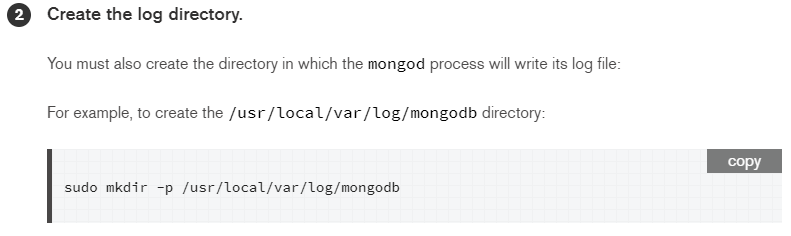 2 Create the log directory.
You must also create the directory in which the mongod process will write its log file:
For example, to create the /usr/local/var/log/mongodb directory:
copy
sudo mkdir -p /usr/local/var/log/mongodb